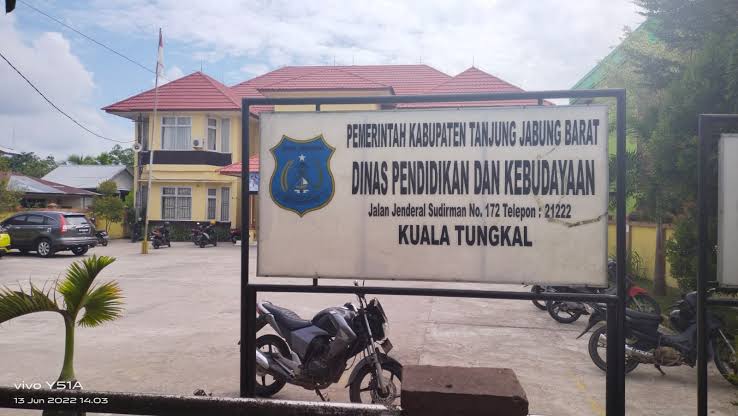 PEMERINTAH KABUPATEN TANJUNG JABUNG BARAT
DINAS PENDIDIKAN DAN KEBUDAYAAN
Jalan Jenderal Sudirman No. 172 Telepon : 21222
KUALA TUNGKAL
vivo Y51A
13 Jun 2022 14.03